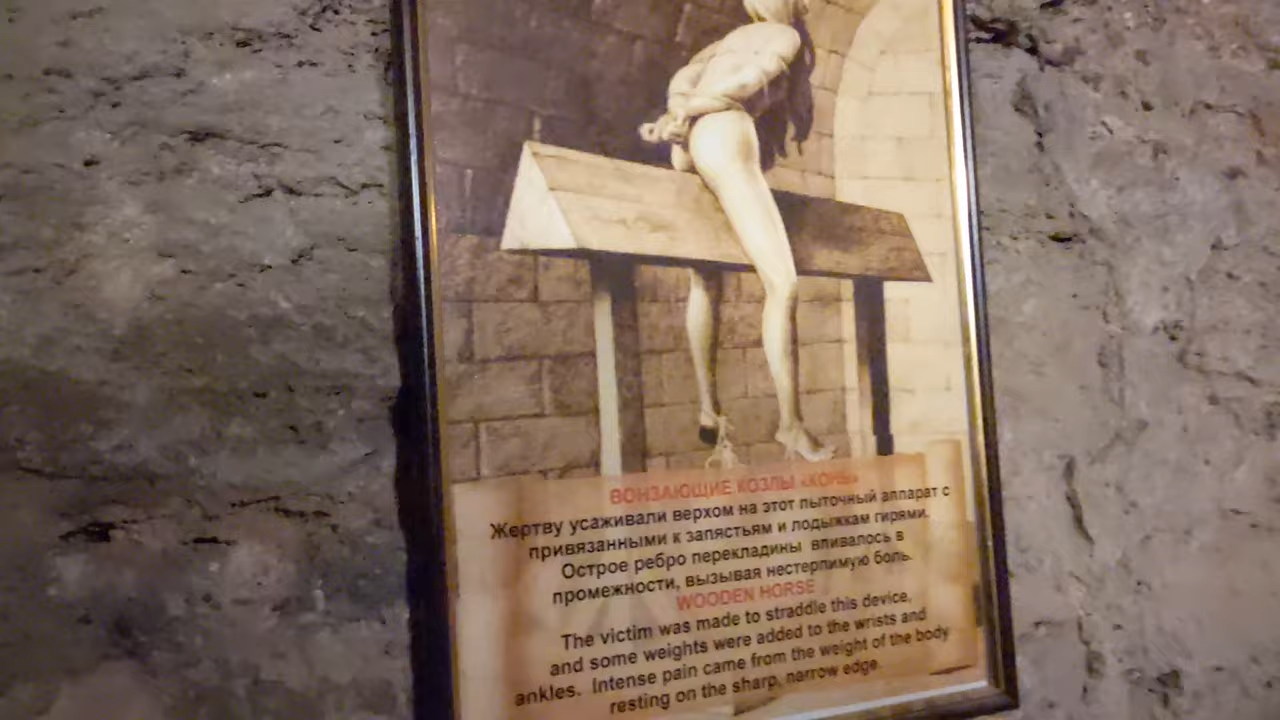 ВОНЗАЮЩИЕ КОЗЛЫ «КОНЬ»
Жертву усаживали верхом на этот пыточный аппарат с
привязанными к запястьям и лодыжкам гирями.
Острое ребро перекладины впивалось в
промежности, вызывая нестерпимую боль.
WOODEN HORSE
The victim was made to straddle this device,
and some weights were added to the wrists and
ankles. Intense pain came from the weight of the body
resting on the sharp, narrow edge.